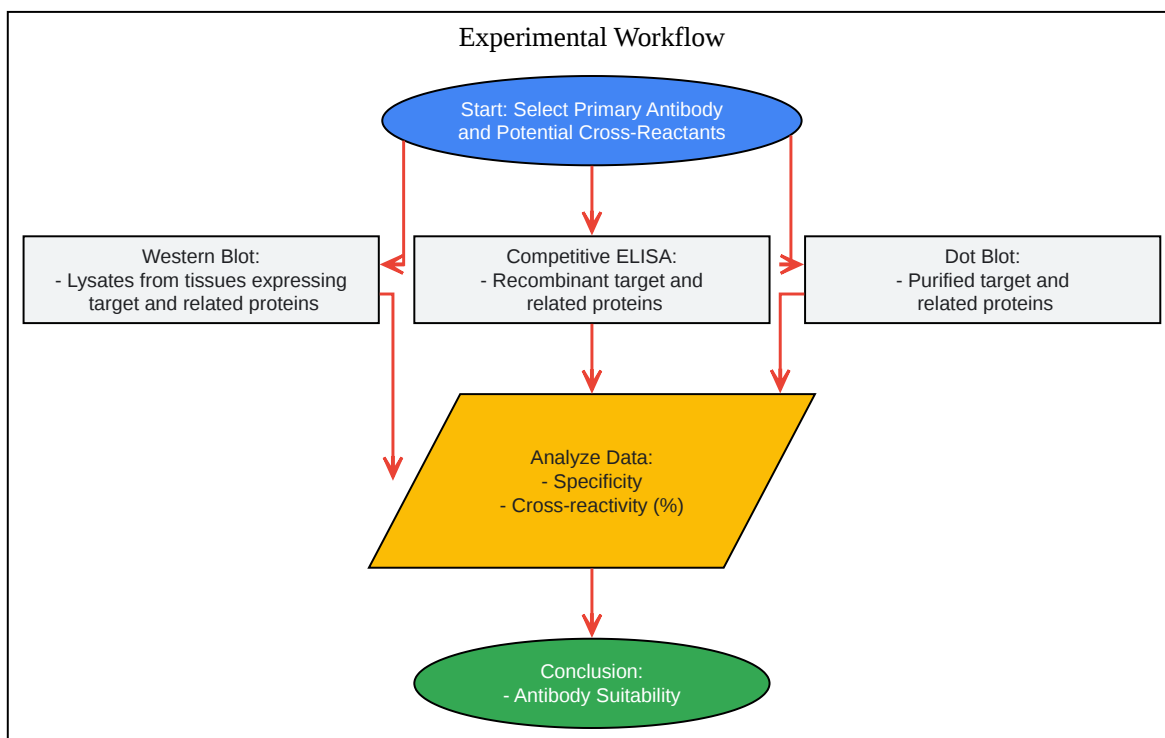 Experimental Workflow
Start: Select Primary Antibody
and Potential Cross-Reactants
Western Blot:
- Lysates from tissues expressing
target and related proteins
Competitive ELISA:
- Recombinant target and
related proteins
Dot Blot:
- Purified target and
related proteins
Analyze Data:
- Specificity
- Cross-reactivity (%)
Conclusion:
- Antibody Suitability